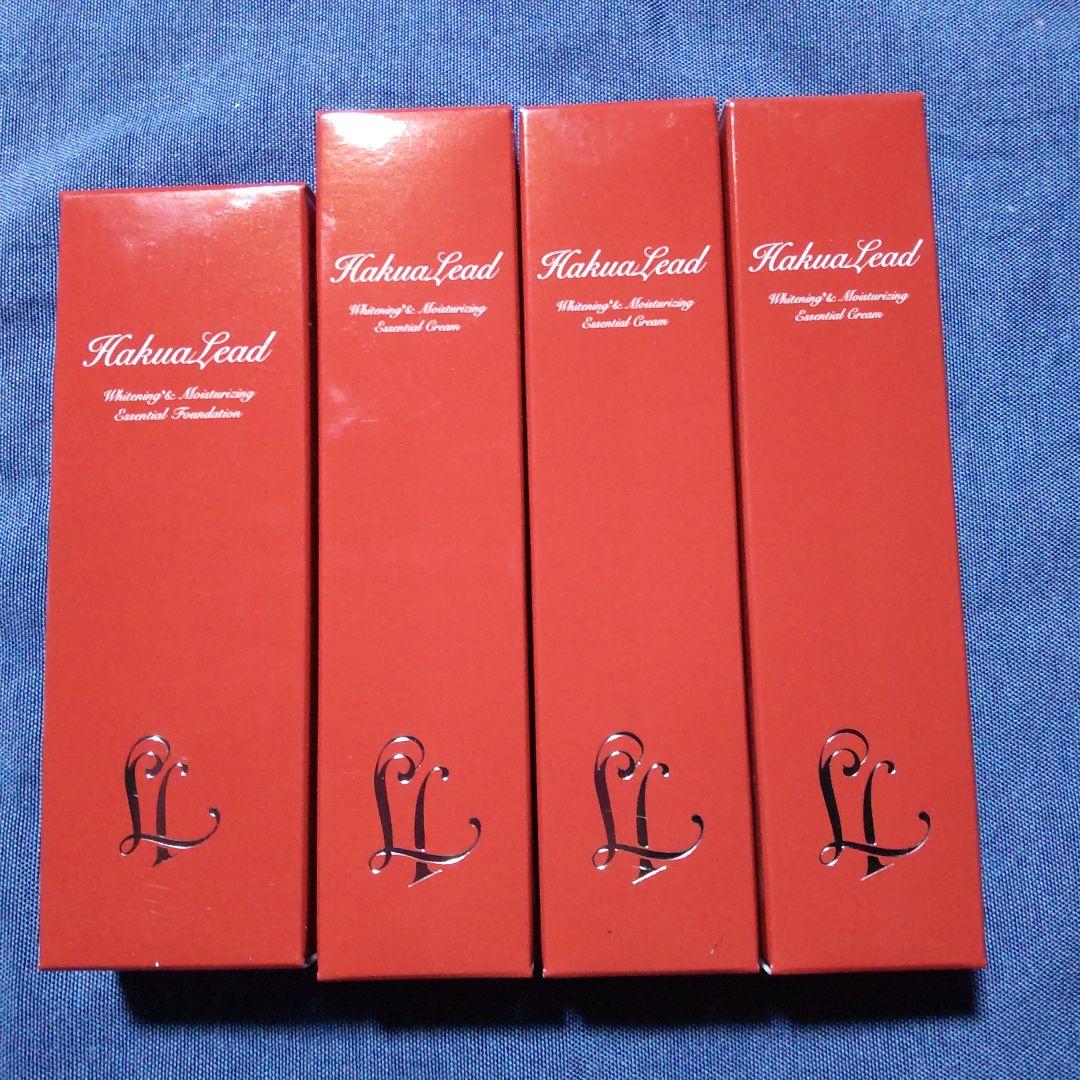 HakuaLead
Whitening*& Moisturizing
Essential Foundation
HakuaLead
Whitening*& Moisturizing
Essential Cream
HakuaLead
Whitening*& Moisturizing
Essential Cream
HakuaLead
Whitening*& Moisturizing
Essential Cream